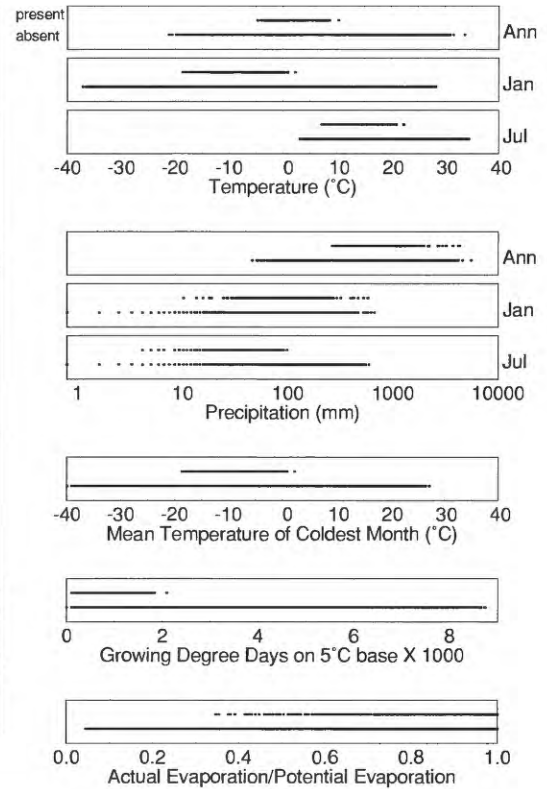 present
absent
Ann
Jan
Jul
-40 -30 -20 -10 0 10 20 30 40
Temperature (˚C)
Ann
Jan
Jul
1 10 100 1000 10000
Precipitation (mm)
-40 -30 -20 -10 0 10 20 30 40
Mean Temperature of Coldest Month (˚C)
0 2 4 6 8
Growing Degree Days on 5˚C base X 1000
0.0 0.2 0.4 0.6 0.8 1.0
Actual Evaporation/Potential Evaporation